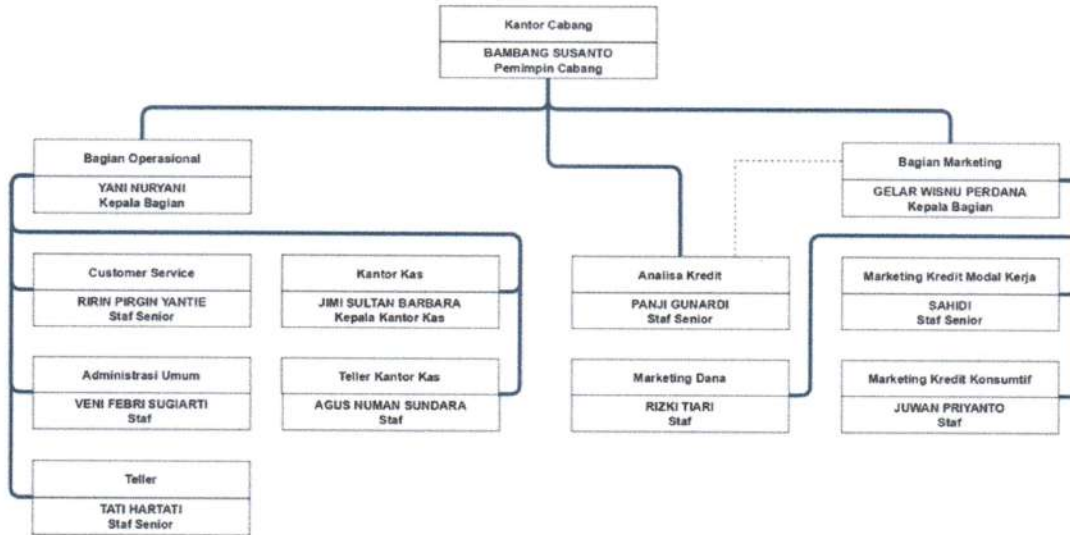 Kantor Cabang
BAMBANG SUSANTO
Pemimpin Cabang
Bagian Operasional
YANI NURYANI
Kepala Bagian
Bagian Marketing
GELAR WISNU PERDANA
Kepala Bagian
Customer Service
RIRIN PIRGIN YANTIE
Staf Senior
Kantor Kas
JIMI SULTAN BARBARA
Kepala Kantor Kas
Analisa Kredit
PANJI GUNARDI
Staf Senior
Marketing Kredit Modal Kerja
SAHIDI
Staf Senior
Administrasi Umum
VENI FEBRI SUGIARTI
Staf
Teller Kantor Kas
AGUS NUMAN SUNDARA
Staf
Marketing Dana
RIZKI TIARI
Staf
Marketing Kredit Konsumtif
JUWAN PRIYANTO
Staf
Teller
TATI HARTATI
Staf Senior